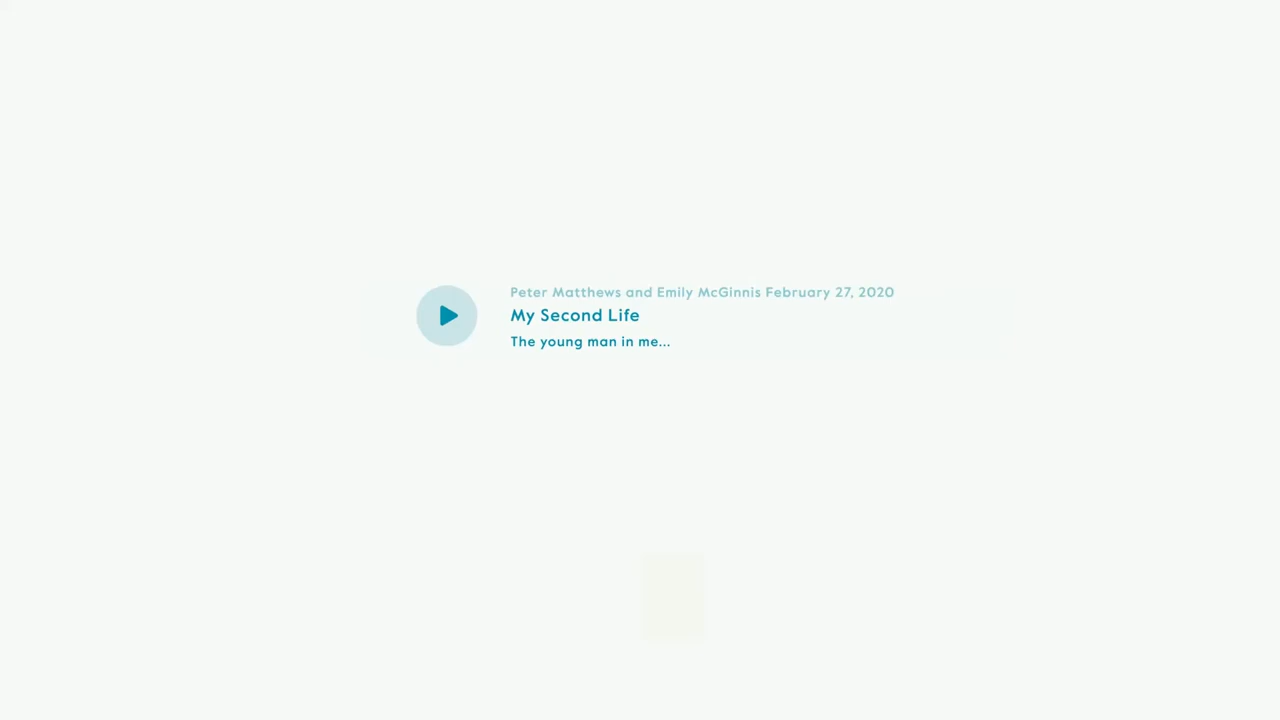 Peter Matthews and Emily McGinnis February 27, 2020
My Second Life
The young man in me...